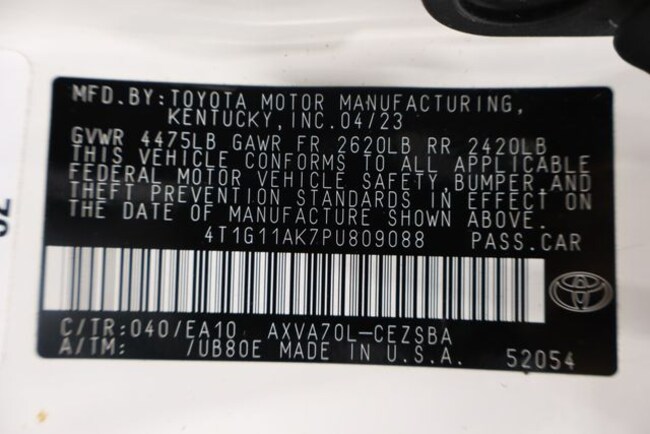 MFD.BY:TOYOTA MOTOR MANUFACTURING,
KENTUCKY,INC.04/23
GVWR 4475LB GAWR FR 2620LB RR 2420LB
THIS VEHICLE CONFORMS TO ALL APPLICABLE
FEDERAL MOTOR VEHICLE SAFETY,BUMPER,AND
THEFT PREVENTION STANDARDS IN EFFECT ON
THE DATE OF MANUFACTURE SHOWN ABOVE.
4T1G11AK7PU809088 PASS.CAR
C/TR:040/EA10 AXVA70L-CEZSBA
A/TM: /UB80E MADE IN U.S.A. 52054